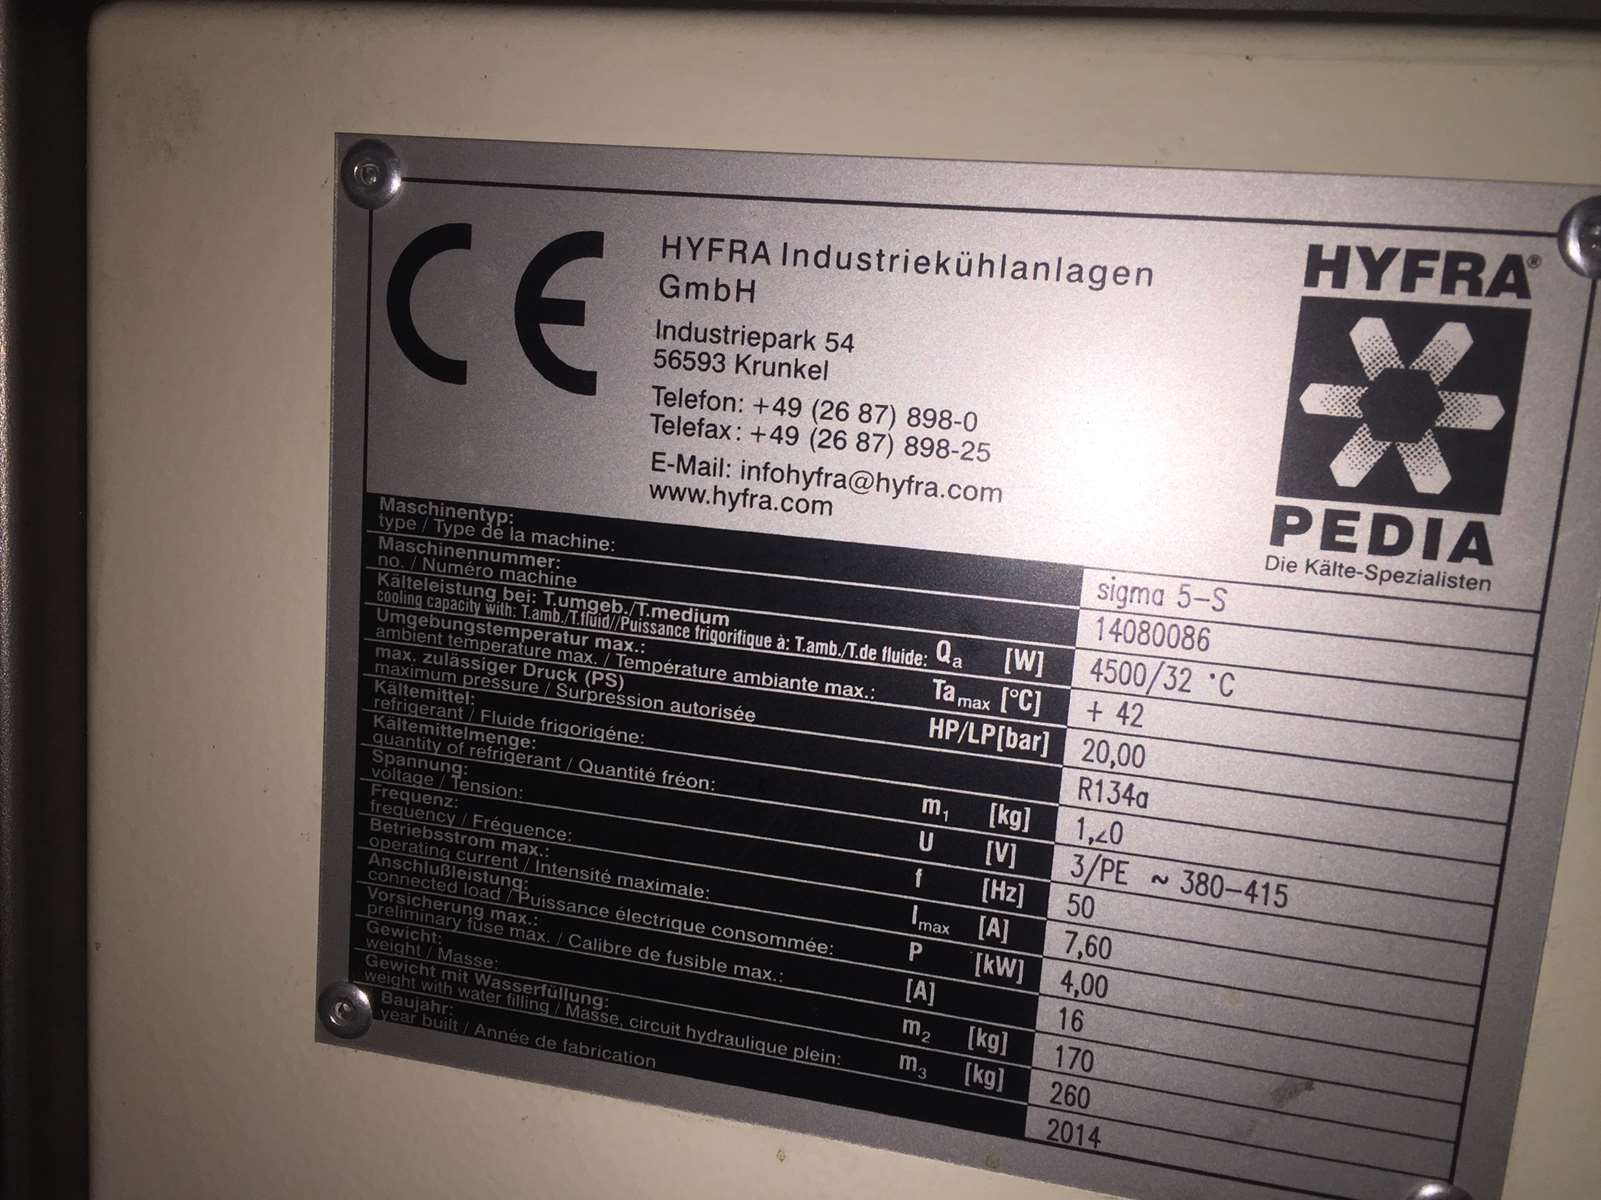 CE
HYFRA Industriekühlanlagen
GmbH
Industriepark 54
56593 Krunkel
Telefon: +49 (26 87) 898-0
Telefax: +49 (26 87) 898-25
E-Mail: infohyfra@hyfra.com
www.hyfra.com
HYFRA®
PEDIA
Die Kälte-Spezialisten
Maschinentyp:
type / Type de la machine:
sigma 5-S
Maschinennummer:
no. / Numéro machine
14080086
Kälteleistung bei: T.umgeb./T.medium
cooling capacity with: T.amb./T.fluid//Puissance frigorifique à: T.amb./T.de fluide: Qa [W]
4500/32 °C
Umgebungstemperatur max.:
ambient temperature max. / Température ambiante max.: Ta max [°C]
+ 42
max. zulässiger Druck (PS)
maximum pressure / Surpression autorisée HP/LP[bar]
20,00
Kältemittel:
refrigerant / Fluide frigorigéne:
R134a
Kältemittelmenge:
quantity of refrigerant / Quantité fréon: m1 [kg]
1,20
Spannung:
voltage / Tension: U [V]
3/PE ~ 380-415
Frequenz:
frequency / Fréquence: f [Hz]
50
Betriebsstrom max.:
operating current / Intensité maximale: Imax [A]
7,60
Anschlußleistung:
connected load / Puissance électrique consommée: P [kW]
4,00
Vorsicherung max.:
preliminary fuse max. / Calibre de fusible max.: [A]
16
Gewicht:
weight / Masse: m2 [kg]
170
Gewicht mit Wasserfüllung:
weight with water filling / Masse, circuit hydraulique plein: m3 [kg]
260
Baujahr:
year built / Année de fabrication
2014